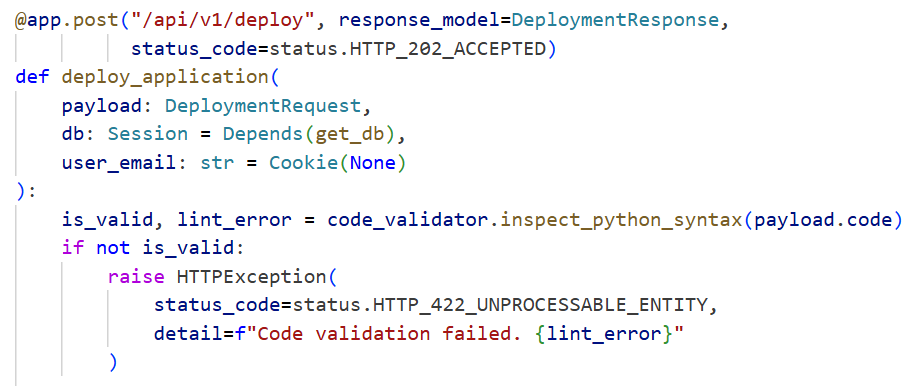 @app.post("/api/v1/deploy", response_model=DeploymentResponse,
          status_code=status.HTTP_202_ACCEPTED)
def deploy_application(
    payload: DeploymentRequest,
    db: Session = Depends(get_db),
    user_email: str = Cookie(None)
):
    is_valid, lint_error = code_validator.inspect_python_syntax(payload.code)
    if not is_valid:
        raise HTTPException(
            status_code=status.HTTP_422_UNPROCESSABLE_ENTITY,
            detail=f"Code validation failed. {lint_error}"
        )